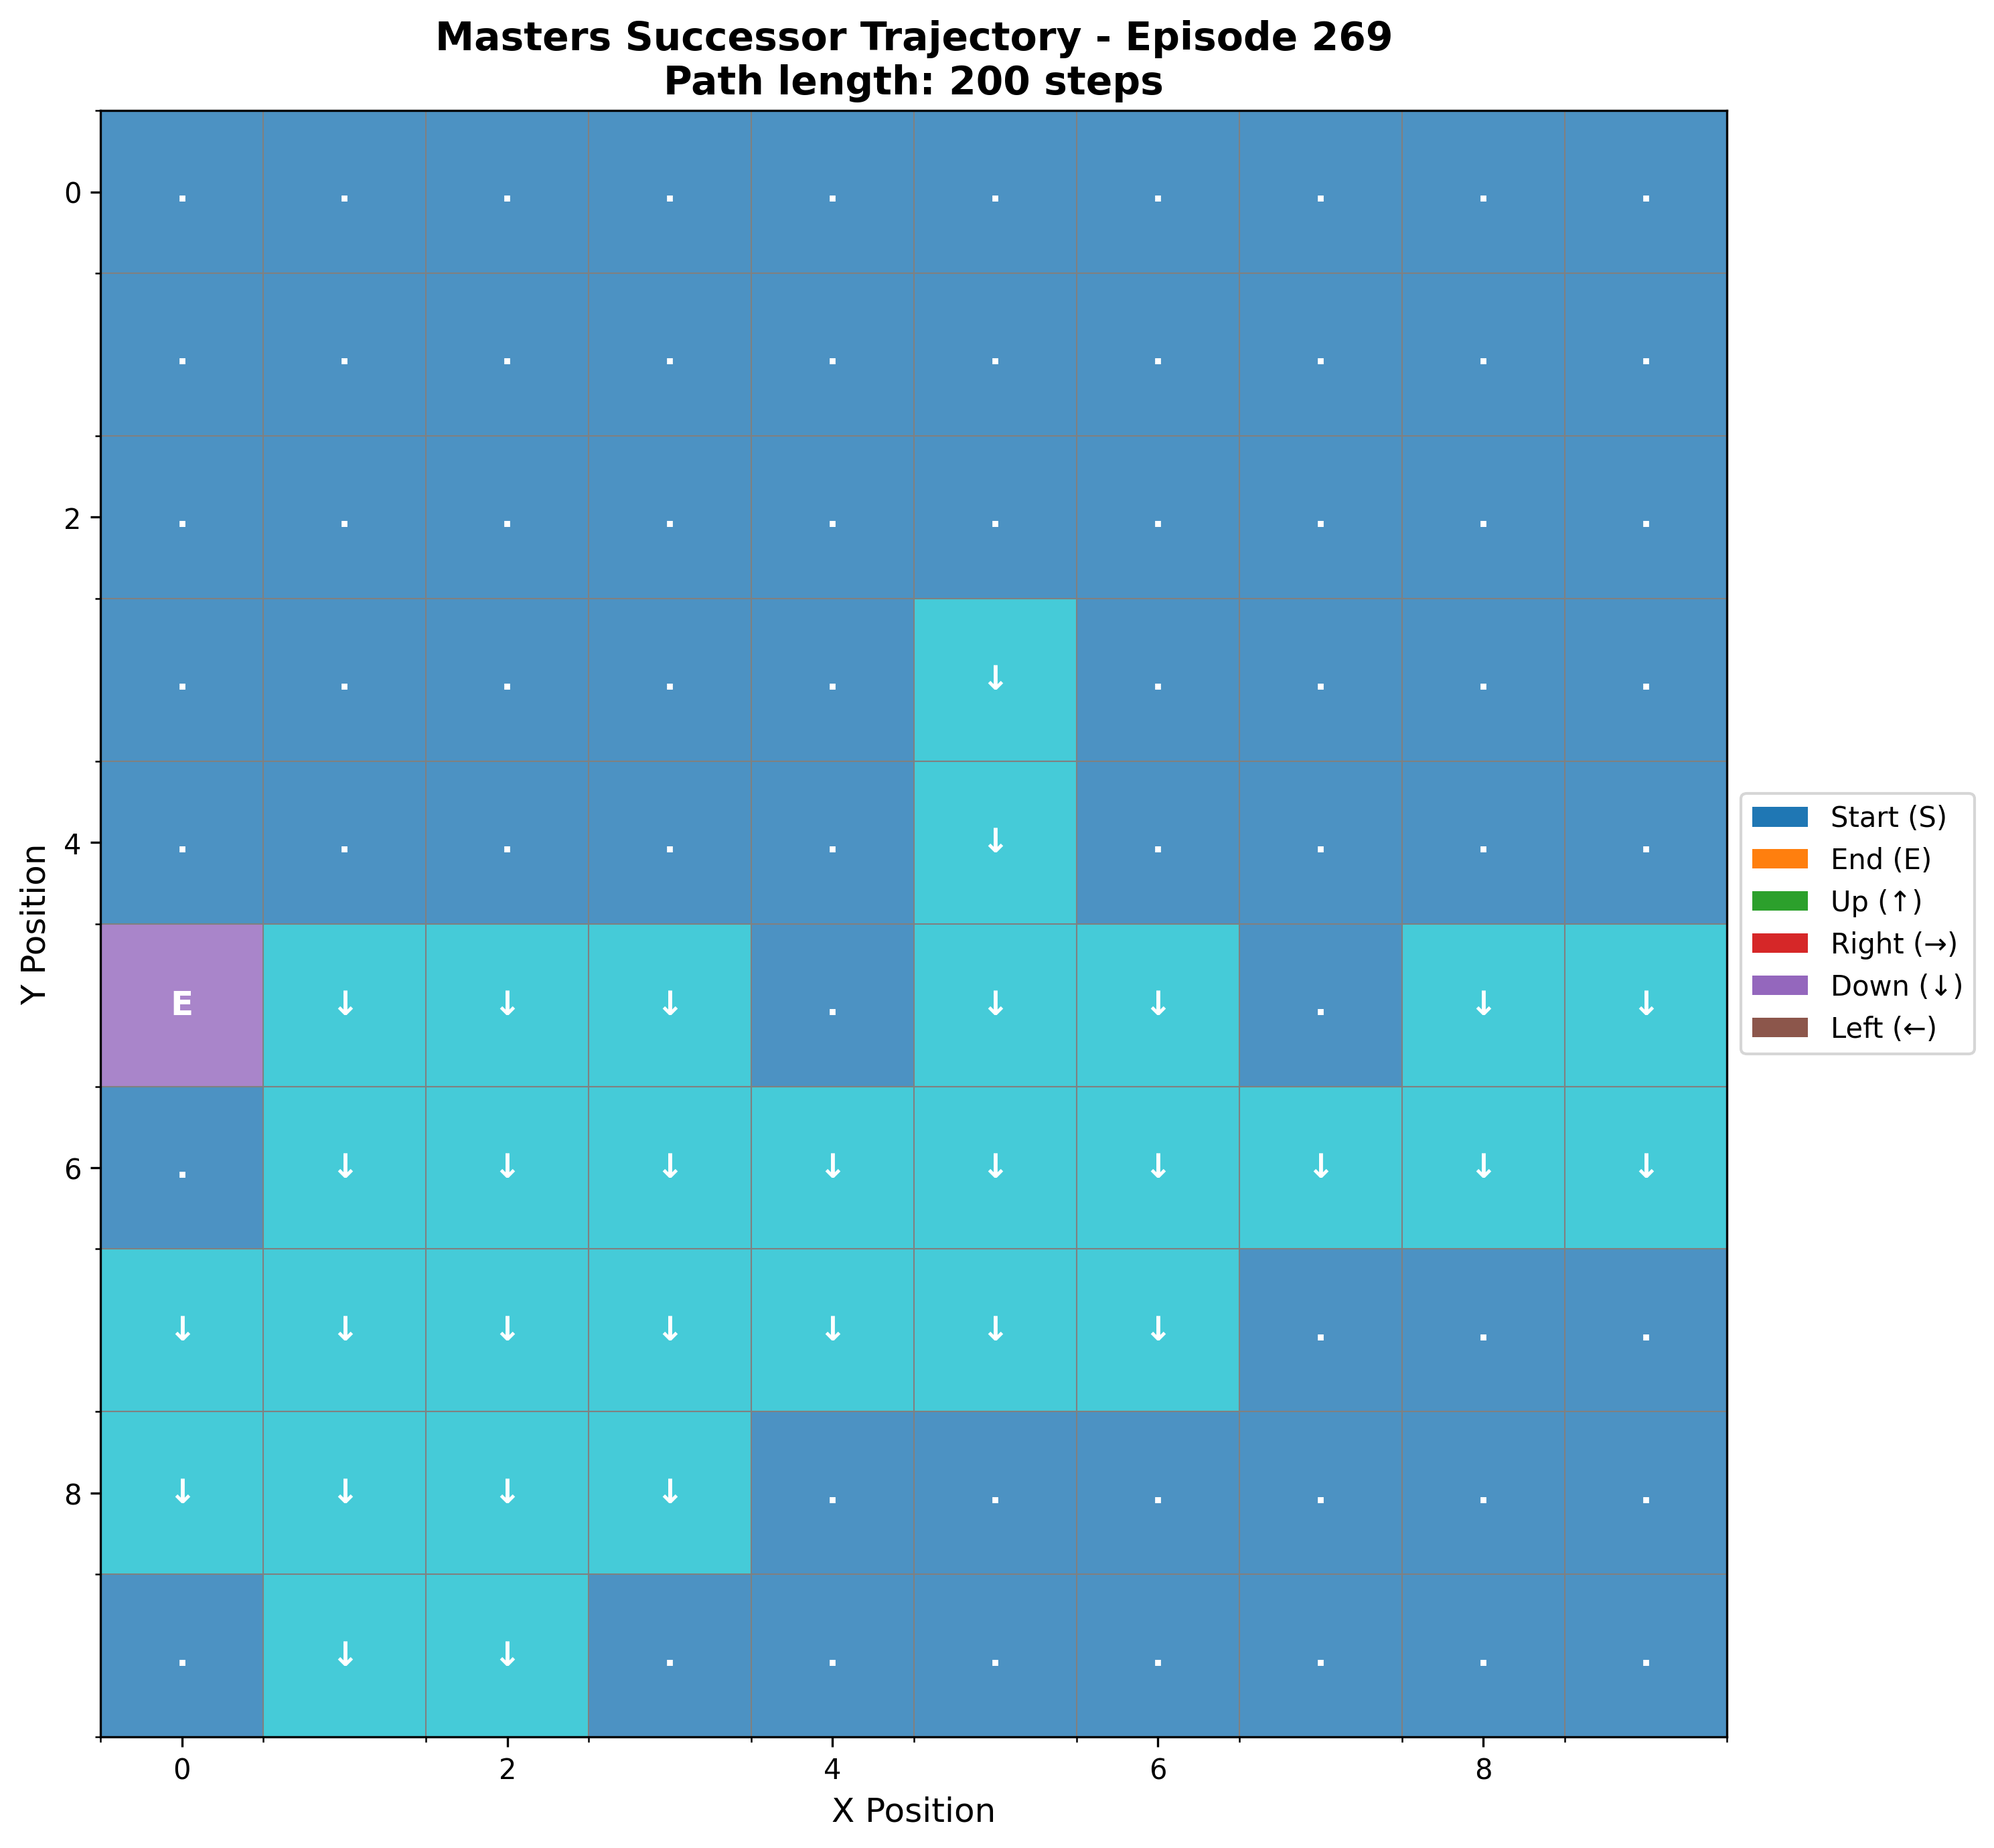 Masters Successor Trajectory - Episode 269
Path length: 200 steps
0 . . . . . . . . . .
. . . . . . . . . .
2 . . . . . . . . . .
. . . . . ↓ . . . .
4 . . . . . ↓ . . . .
E ↓ ↓ ↓ . ↓ ↓ . ↓ ↓
6 . ↓ ↓ ↓ ↓ ↓ ↓ ↓ ↓ ↓
↓ ↓ ↓ ↓ ↓ ↓ ↓ . . .
8 ↓ ↓ ↓ ↓ . . . . . .
. ↓ ↓ . . . . . . .
0 2 4 6 8
X Position
Y Position
Start (S)
End (E)
Up (↑)
Right (→)
Down (↓)
Left (←)